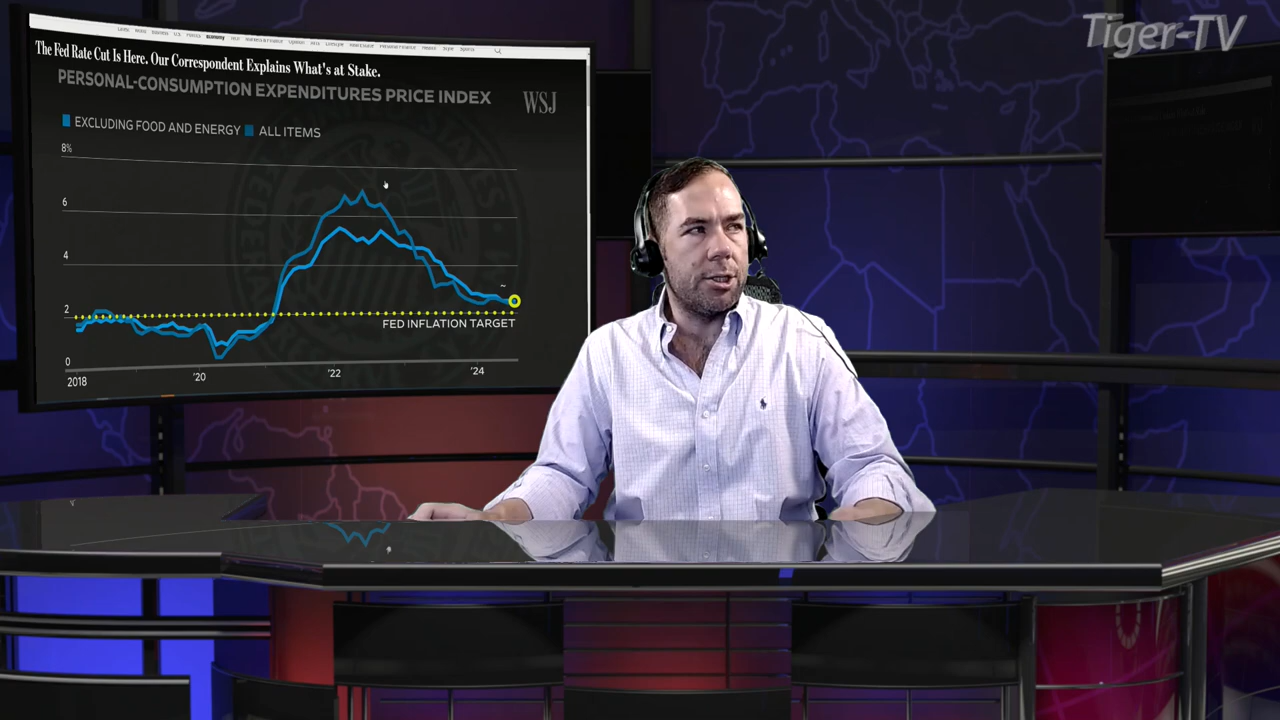 Tiger-TV
The Fed Rate Cut Is Here. Our Correspondent Explains What's at Stake.
PERSONAL-CONSUMPTION EXPENDITURES PRICE INDEX
WSJ
EXCLUDING FOOD AND ENERGY ALL ITEMS
8%
6
4
2
FED INFLATION TARGET
0
2018 '20 '22 '24